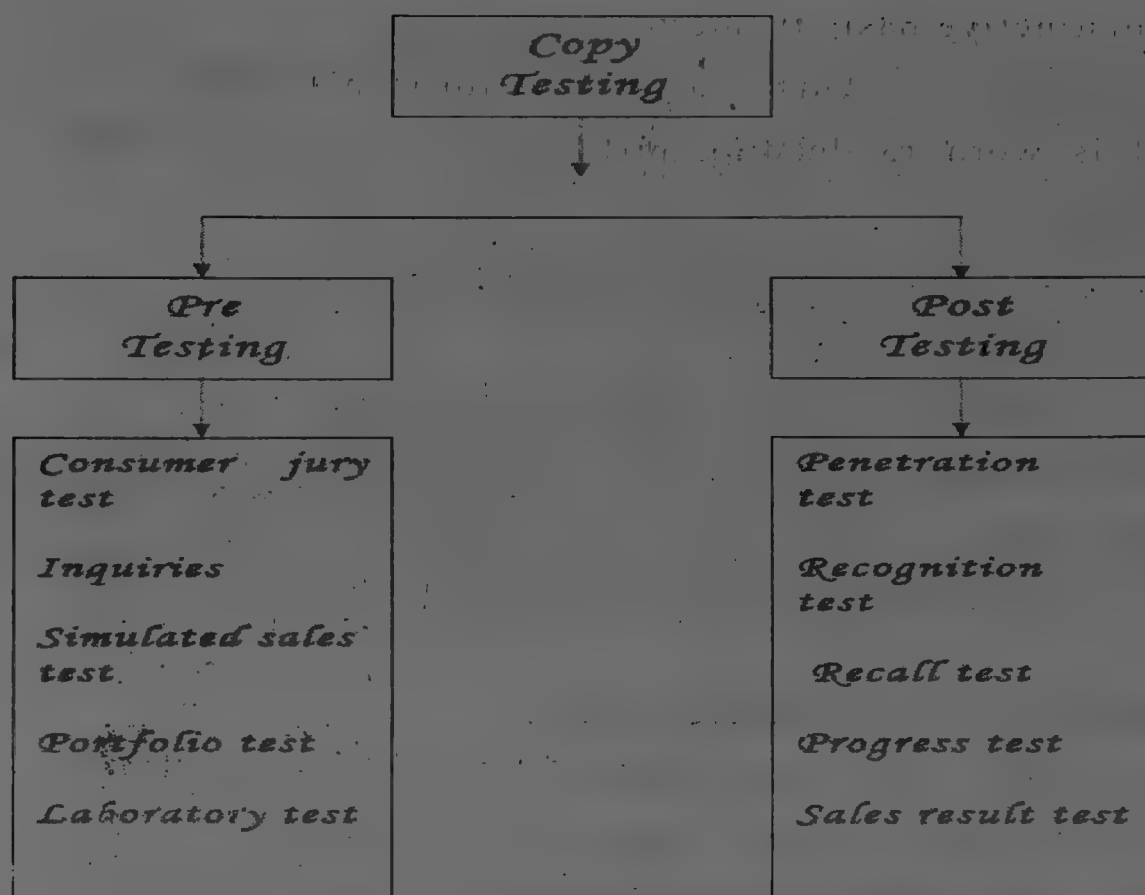 Copy
Testing
Pre
Testing
Consumer jury
test
Inquiries
Simulated sales
test
Portfolio test
Laboratory test
Post
Testing
Penetration
test
Recognition
test
Recall test
Progress test
Sales result test